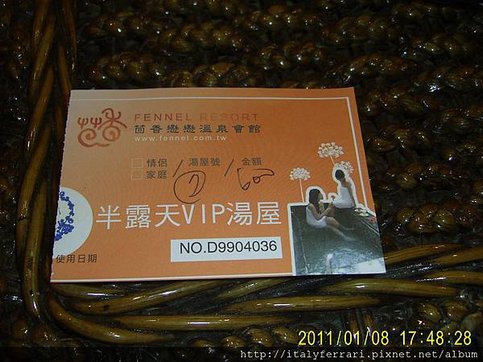 FENNEL RESORT
茴香戀戀溫泉會館
www.fennel.com.tw
□情侶 湯屋號 金額
□家庭
半露天VIP湯屋
NO.D9904036
使用日期
2011/01/08 17:48:28
http://italyferrari.pixnet.net/album